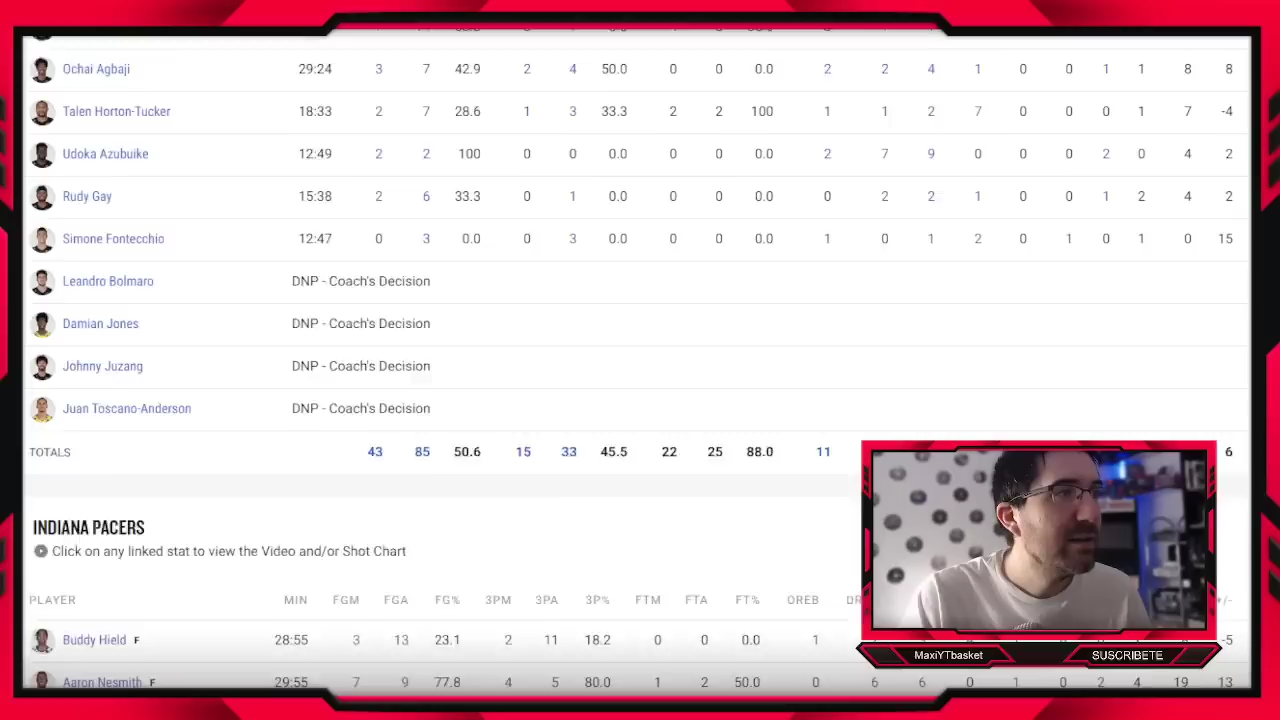 Ochai Agbaji 29:24 3 7 42.9 2 4 50.0 0 0 0.0 2 2 4 1 0 0 1 1 8 8
Talen Horton-Tucker 18:33 2 7 28.6 1 3 33.3 2 2 100 1 1 2 7 0 0 0 1 7 -4
Udoka Azubuike 12:49 2 2 100 0 0 0.0 0 0 0.0 2 7 9 0 0 0 2 0 4 2
Rudy Gay 15:38 2 6 33.3 0 1 0.0 0 0 0.0 0 2 2 1 0 0 1 2 4 2
Simone Fontecchio 12:47 0 3 0.0 0 3 0.0 0 0 0.0 1 0 1 2 0 1 0 1 0 15
Leandro Bolmaro DNP - Coach's Decision
Damian Jones DNP - Coach's Decision
Johnny Juzang DNP - Coach's Decision
Juan Toscano-Anderson DNP - Coach's Decision
TOTALS 43 85 50.6 15 33 45.5 22 25 88.0 11 6
INDIANA PACERS
Click on any linked stat to view the Video and/or Shot Chart
PLAYER MIN FGM FGA FG% 3PM 3PA 3P% FTM FTA FT% OREB
Buddy Hield F 28:55 3 13 23.1 2 11 18.2 0 0 0.0 1 -5
Aaron Nesmith F 29:55 7 9 77.8 4 5 80.0 1 2 50.0 0 6 6 0 1 0 2 4 19 13
MaxiYTbasket
SUSCRIBETE